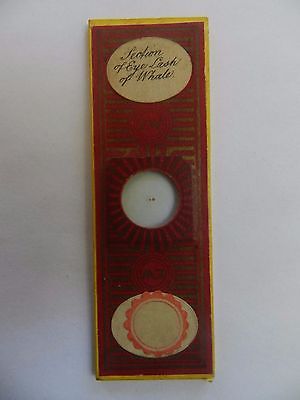 Section
of Eye Lash
of Whale